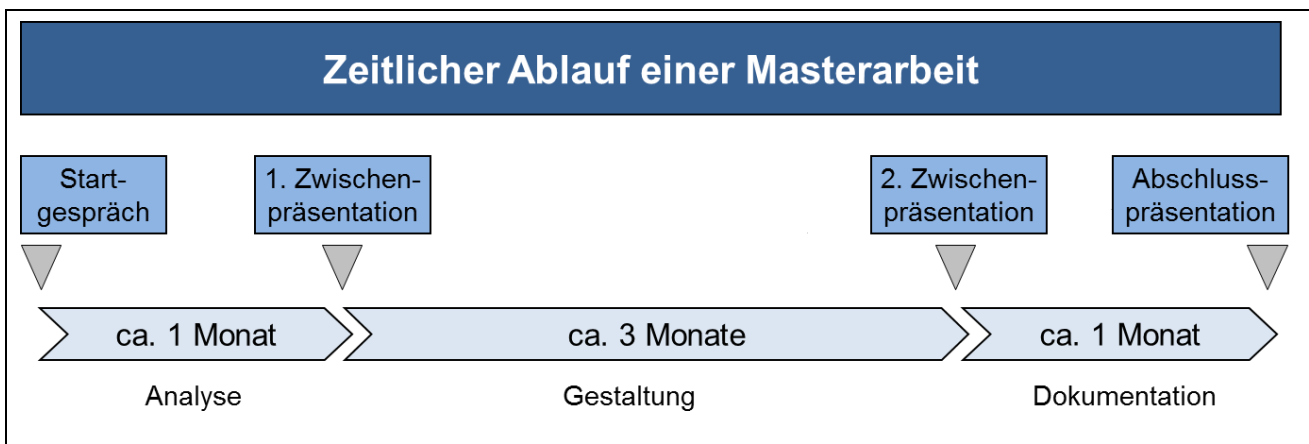 Zeitlicher Ablauf einer Masterarbeit
Start-
gespräch
1. Zwischen-
präsentation
2. Zwischen-
präsentation
Abschluss-
präsentation
ca. 1 Monat
ca. 3 Monate
ca. 1 Monat
Analyse
Gestaltung
Dokumentation